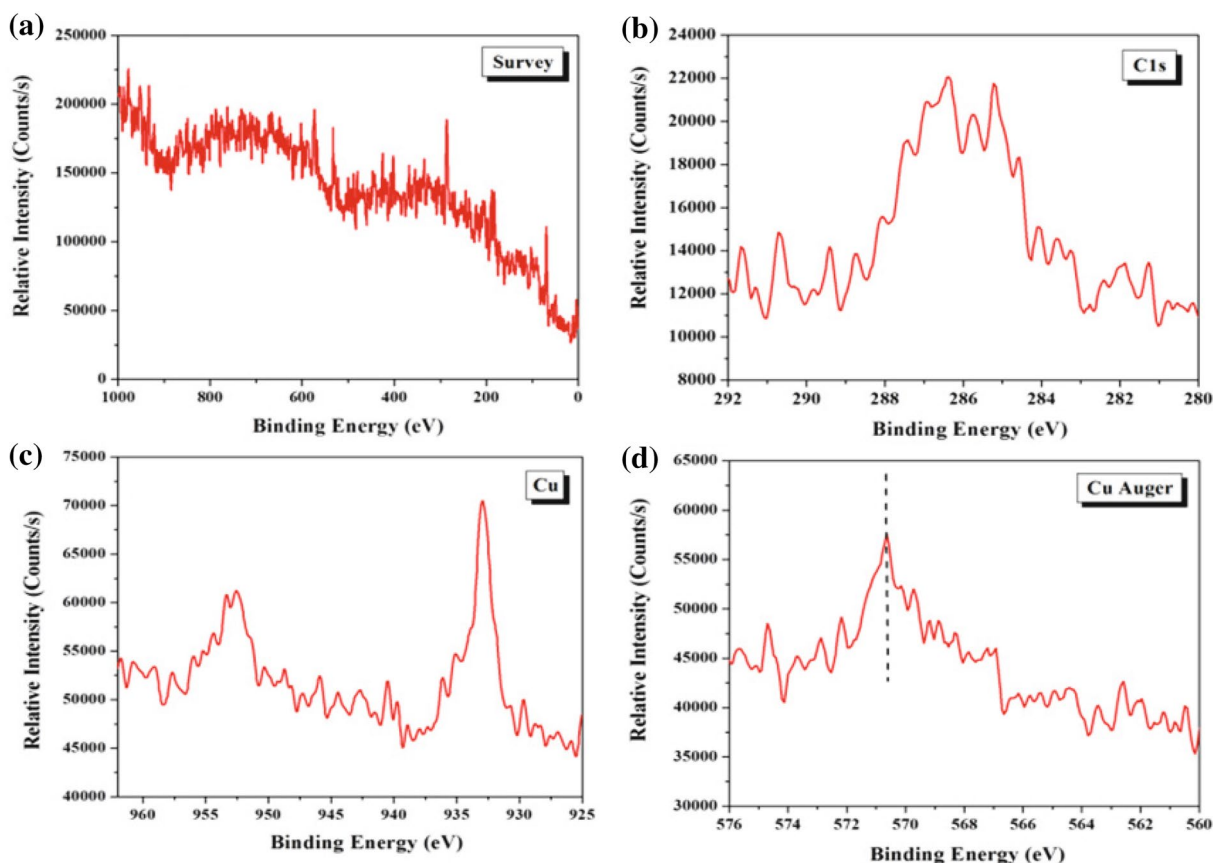 (a)
250000
200000
150000
100000
50000
0
Relative Intensity (Counts/s)
Survey
1000 800 600 400 200 0
Binding Energy (eV)
(b)
24000
22000
20000
18000
16000
14000
12000
10000
8000
Relative Intensity (Counts/s)
C1s
292 290 288 286 284 282 280
Binding Energy (eV)
(c)
75000
70000
65000
60000
55000
50000
45000
40000
Relative Intensity (Counts/s)
Cu
960 955 950 945 940 935 930 925
Binding Energy (eV)
(d)
65000
60000
55000
50000
45000
40000
35000
30000
Relative Intensity (Counts/s)
Cu Auger
576 574 572 570 568 566 564 562 560
Binding Energy (eV)